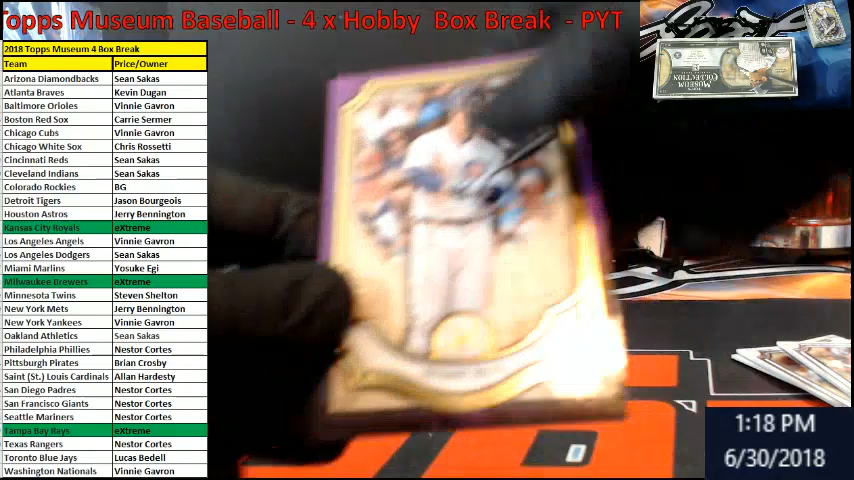 Topps Museum Baseball - 4 x Hobby Box Break - PYT
2018 Topps Museum 4 Box Break
Team Price/Owner
Arizona Diamondbacks Sean Sakas
Atlanta Braves Kevin Dugan
Baltimore Orioles Vinnie Gavron
Boston Red Sox Carrie Sermer
Chicago Cubs Vinnie Gavron
Chicago White Sox Chris Rossetti
Cincinnati Reds Sean Sakas
Cleveland Indians Sean Sakas
Colorado Rockies BG
Detroit Tigers Jason Bourgeois
Houston Astros Jerry Bennington
Kansas City Royals eXtreme
Los Angeles Angels Vinnie Gavron
Los Angeles Dodgers Sean Sakas
Miami Marlins Yosuke Egi
Milwaukee Brewers eXtreme
Minnesota Twins Steven Shelton
New York Mets Jerry Bennington
New York Yankees Vinnie Gavron
Oakland Athletics Sean Sakas
Philadelphia Phillies Nestor Cortes
Pittsburgh Pirates Brian Crosby
Saint (St.) Louis Cardinals Allan Hardesty
San Diego Padres Nestor Cortes
San Francisco Giants Nestor Cortes
Seattle Mariners Nestor Cortes
Tampa Bay Rays eXtreme
Texas Rangers Nestor Cortes
Toronto Blue Jays Lucas Bedell
Washington Nationals Vinnie Gavron
MUSEUM
COLLECTION
1:18 PM
6/30/2018